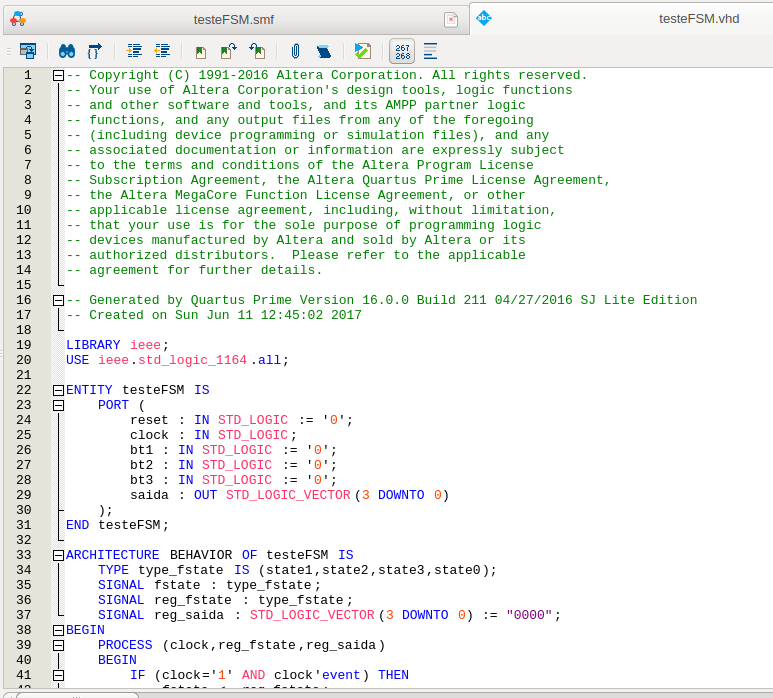 testeFSM.smf
testeFSM.vhd
abc
267
268
1 -- Copyright (C) 1991-2016 Altera Corporation. All rights reserved.
2 -- Your use of Altera Corporation's design tools, logic functions
3 -- and other software and tools, and its AMPP partner logic
4 -- functions, and any output files from any of the foregoing
5 -- (including device programming or simulation files), and any
6 -- associated documentation or information are expressly subject
7 -- to the terms and conditions of the Altera Program License
8 -- Subscription Agreement, the Altera Quartus Prime License Agreement,
9 -- the Altera MegaCore Function License Agreement, or other
10 -- applicable license agreement, including, without limitation,
11 -- that your use is for the sole purpose of programming logic
12 -- devices manufactured by Altera and sold by Altera or its
13 -- authorized distributors.  Please refer to the applicable
14 -- agreement for further details.
15
16 -- Generated by Quartus Prime Version 16.0.0 Build 211 04/27/2016 SJ Lite Edition
17 -- Created on Sun Jun 11 12:45:02 2017
18
19 LIBRARY ieee;
20 USE ieee.std_logic_1164.all;
21
22 ENTITY testeFSM IS
23     PORT (
24         reset : IN STD_LOGIC := '0';
25         clock : IN STD_LOGIC;
26         bt1 : IN STD_LOGIC := '0';
27         bt2 : IN STD_LOGIC := '0';
28         bt3 : IN STD_LOGIC := '0';
29         saida : OUT STD_LOGIC_VECTOR(3 DOWNTO 0)
30     );
31 END testeFSM;
32
33 ARCHITECTURE BEHAVIOR OF testeFSM IS
34     TYPE type_fstate IS (state1,state2,state3,state0);
35     SIGNAL fstate : type_fstate;
36     SIGNAL reg_fstate : type_fstate;
37     SIGNAL reg_saida : STD_LOGIC_VECTOR(3 DOWNTO 0) := "0000";
38 BEGIN
39     PROCESS (clock,reg_fstate,reg_saida)
40     BEGIN
41         IF (clock='1' AND clock'event) THEN